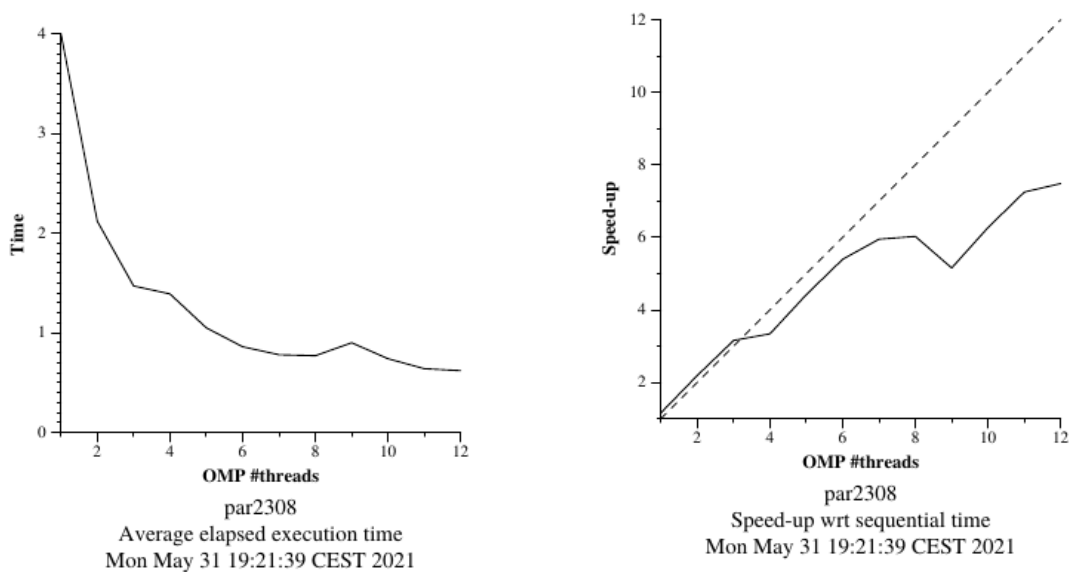 4
3
2
1
0
Time
2
4
6
8
10
12
OMP #threads
par2308
Average elapsed execution time
Mon May 31 19:21:39 CEST 2021
12
10
8
6
4
2
Speed-up
2
4
6
8
10
12
OMP #threads
par2308
Speed-up wrt sequential time
Mon May 31 19:21:39 CEST 2021